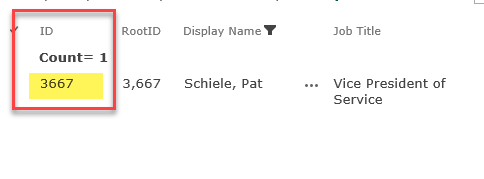 ID RootID Display Name Job Title
Count= 1
3667 3,667 Schiele, Pat ... Vice President of
Service